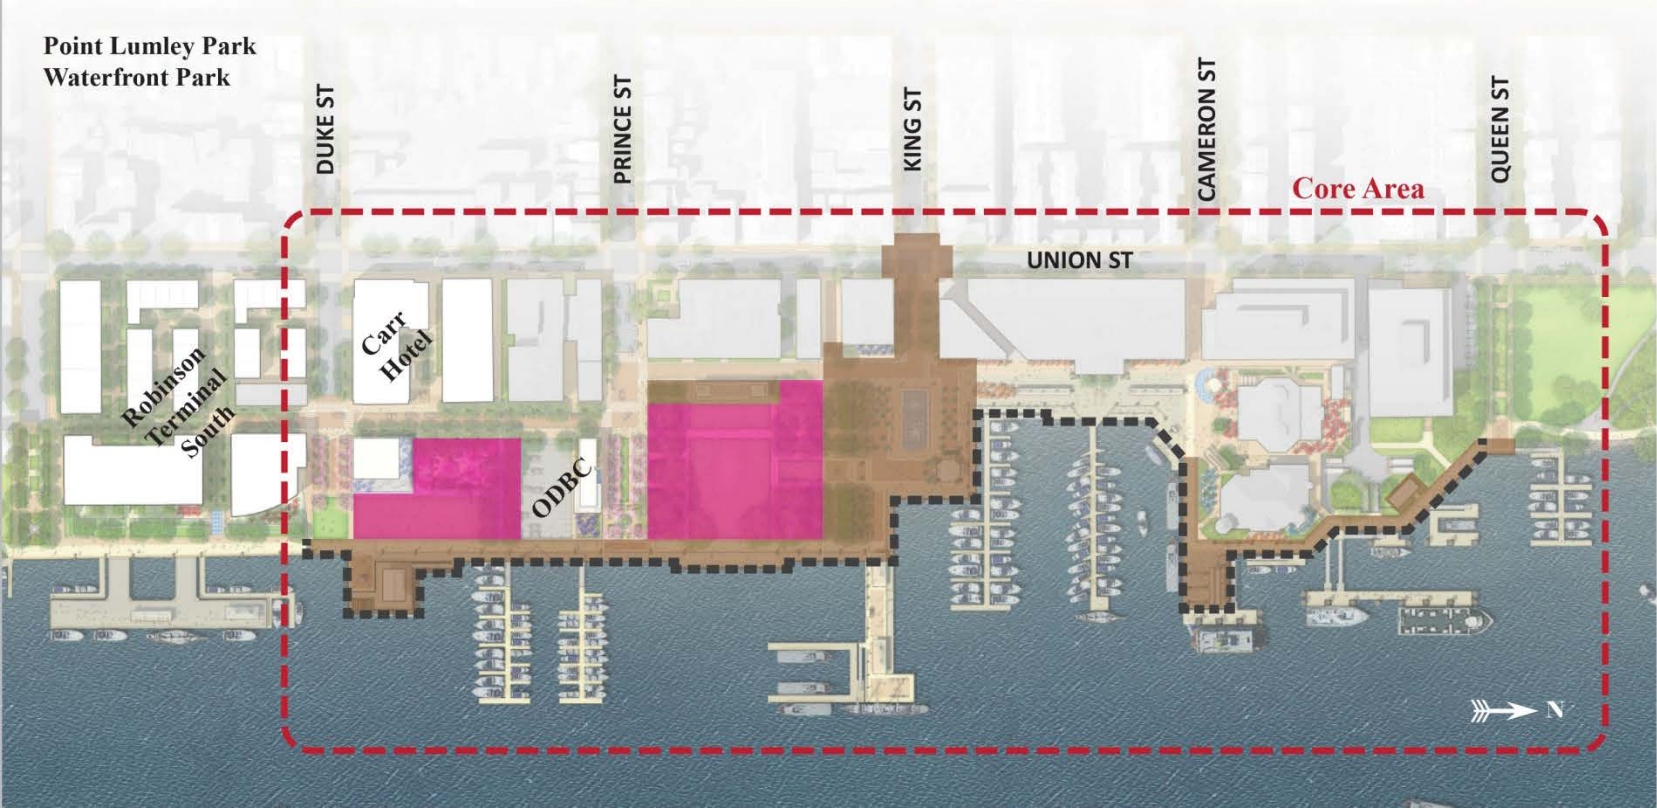 Point Lumley Park
Waterfront Park
DUKE ST
PRINCE ST
KING ST
CAMERON ST
QUEEN ST
Core Area
UNION ST
Carr
Hotel
Robinson
Terminal
South
ODBC
N